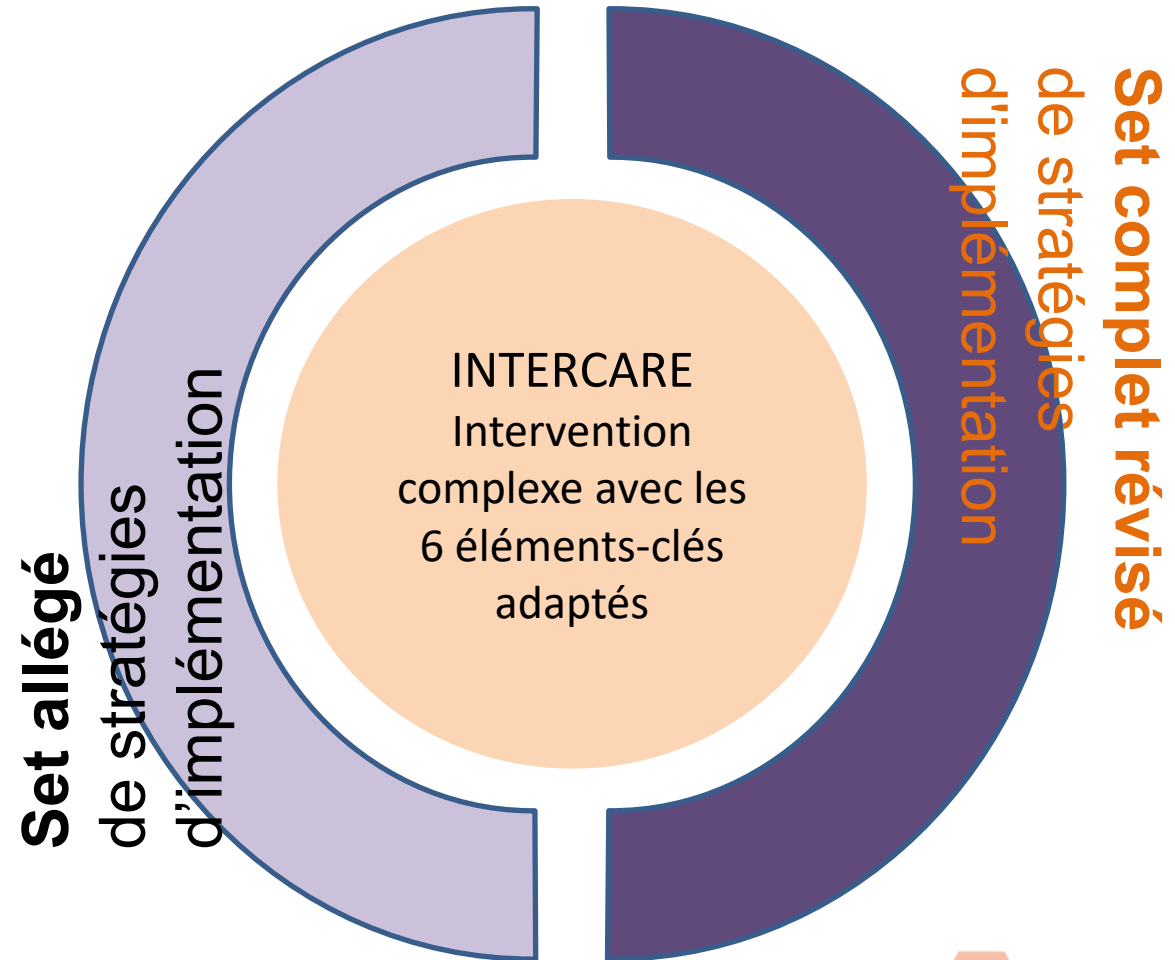 Set allégé
de stratégies
d’implémentation
INTERCARE
Intervention
complexe avec les
6 éléments-clés
adaptés
Set complet révisé
de stratégies
d'implémentation